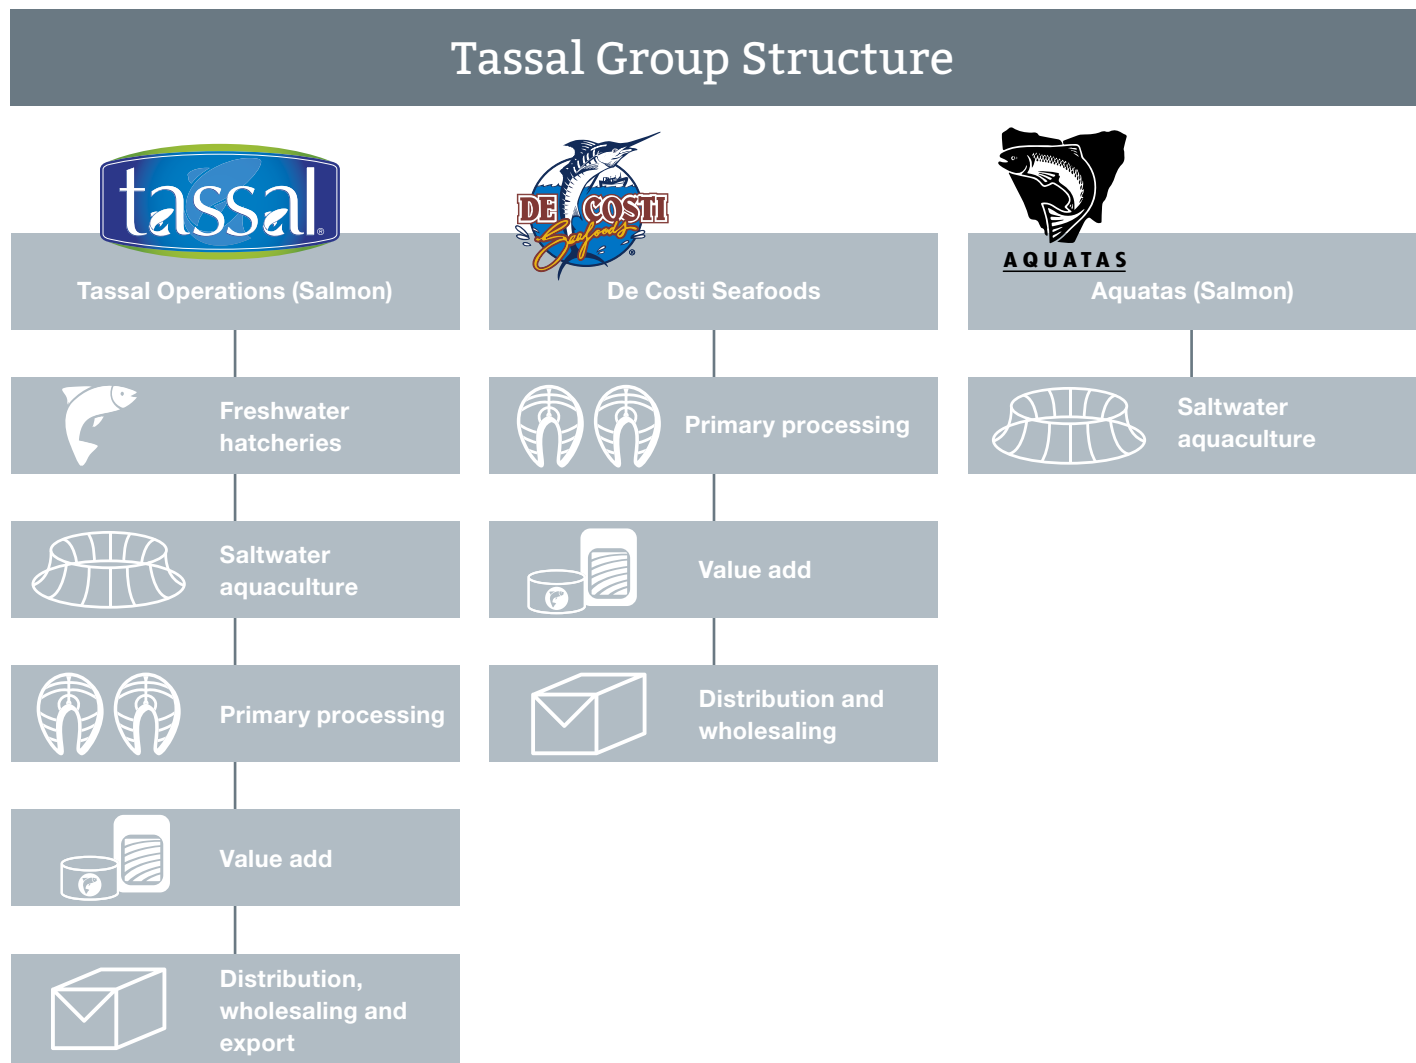 Tassal Group Structure
tassal®
Tassal Operations (Salmon)
Freshwater
hatcheries
Saltwater
aquaculture
Primary processing
Value add
Distribution,
wholesaling and
export
DE COSTI
Seafoods
®
De Costi Seafoods
Primary processing
Value add
Distribution and
wholesaling
AQUATAS
Aquatas (Salmon)
Saltwater
aquaculture